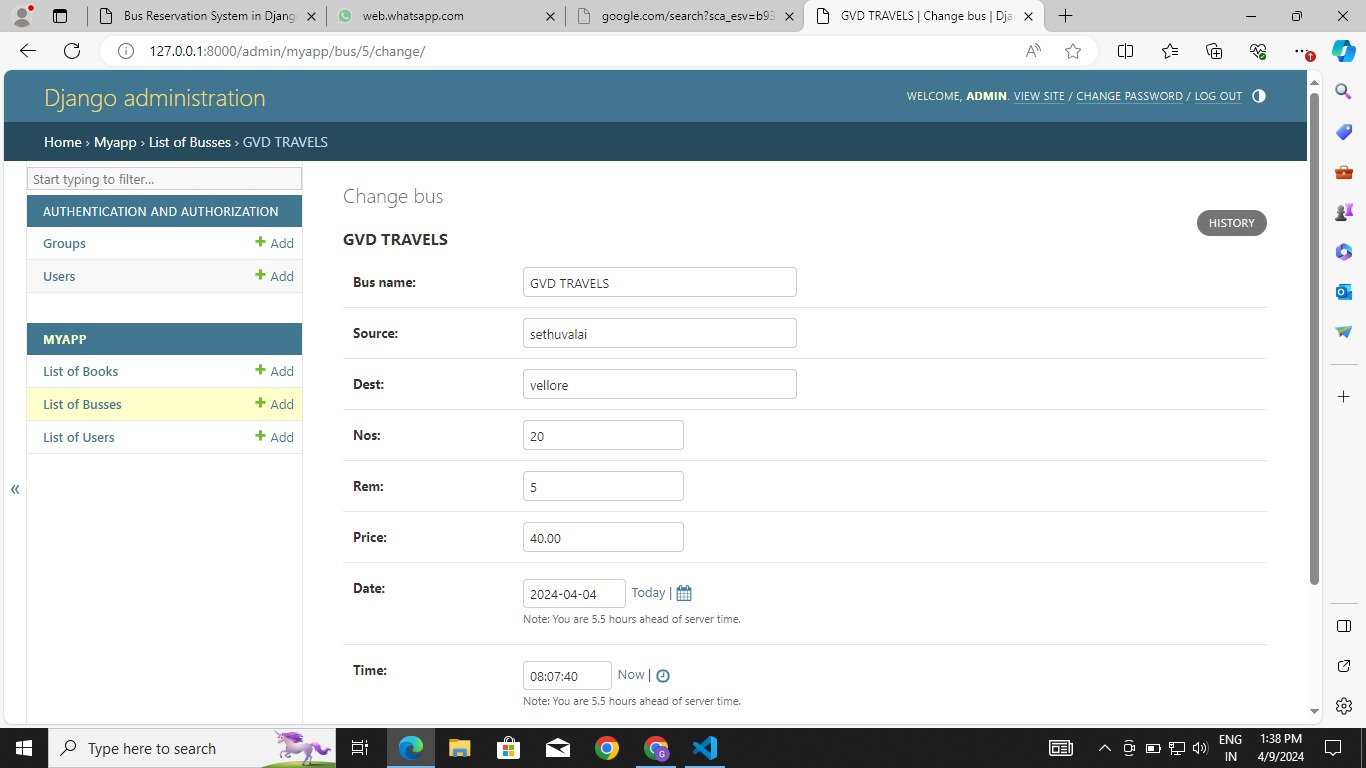 Bus Reservation System in Djang
web.whatsapp.com
google.com/search?sca_esv=b93
GVD TRAVELS | Change bus | Dja
127.0.0.1:8000/admin/myapp/bus/5/change/
Django administration
WELCOME, ADMIN. VIEW SITE / CHANGE PASSWORD / LOG OUT
Home › Myapp › List of Busses › GVD TRAVELS
Start typing to filter...
AUTHENTICATION AND AUTHORIZATION
Groups + Add
Users + Add
MYAPP
List of Books + Add
List of Busses + Add
List of Users + Add
«
Change bus
HISTORY
GVD TRAVELS
Bus name: GVD TRAVELS
Source: sethuvalai
Dest: vellore
Nos: 20
Rem: 5
Price: 40.00
Date: 2024-04-04 Today |
Note: You are 5.5 hours ahead of server time.
Time: 08:07:40 Now |
Note: You are 5.5 hours ahead of server time.
Type here to search
ENG
IN
1:38 PM
4/9/2024